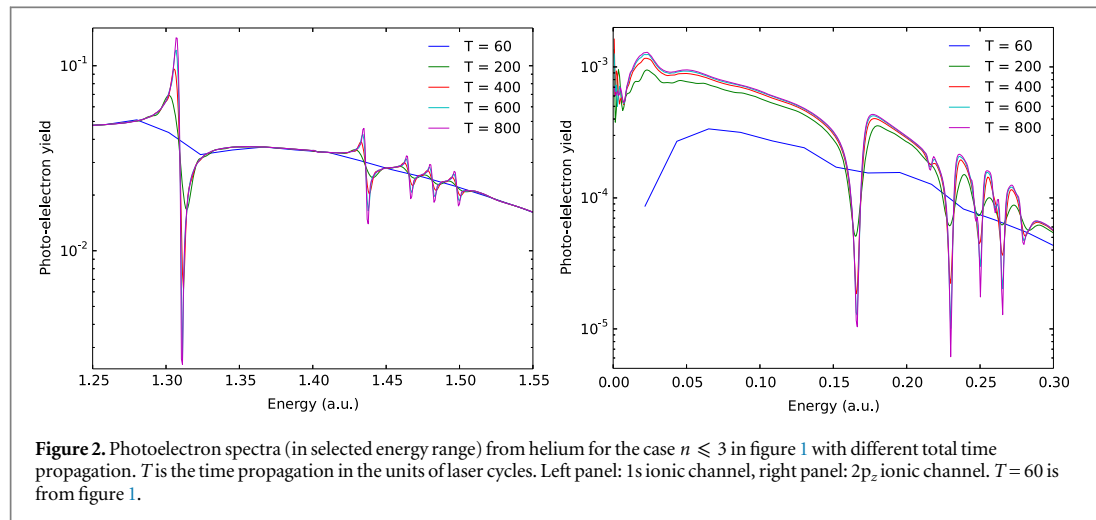 10⁻¹
10⁻²
Photo-elelectron yield
1.25 1.30 1.35 1.40 1.45 1.50 1.55
Energy (a.u.)
T = 60
T = 200
T = 400
T = 600
T = 800
10⁻²
10⁻³
10⁻⁴
10⁻⁵
Photo-elelectron yield
0.00 0.05 0.10 0.15 0.20 0.25 0.30
Energy (a.u.)
T = 60
T = 200
T = 400
T = 600
T = 800
Figure 2. Photoelectron spectra (in selected energy range) from helium for the case n ⩽ 3 in figure 1 with different total time
propagation. T is the time propagation in the units of laser cycles. Left panel: 1s ionic channel, right panel: 2p_z ionic channel. T = 60 is
from figure 1.